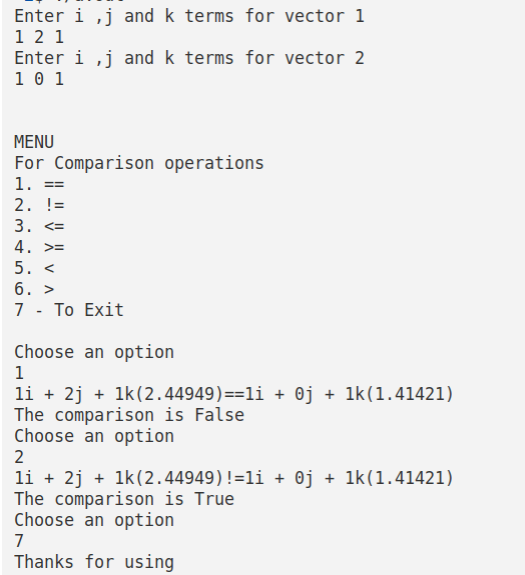 Enter i ,j and k terms for vector 1
1 2 1
Enter i ,j and k terms for vector 2
1 0 1
MENU
For Comparison operations
1. ==
2. !=
3. <=
4. >=
5. <
6. >
7 - To Exit
Choose an option
1
1i + 2j + 1k(2.44949)==1i + 0j + 1k(1.41421)
The comparison is False
Choose an option
2
1i + 2j + 1k(2.44949)!=1i + 0j + 1k(1.41421)
The comparison is True
Choose an option
7
Thanks for using